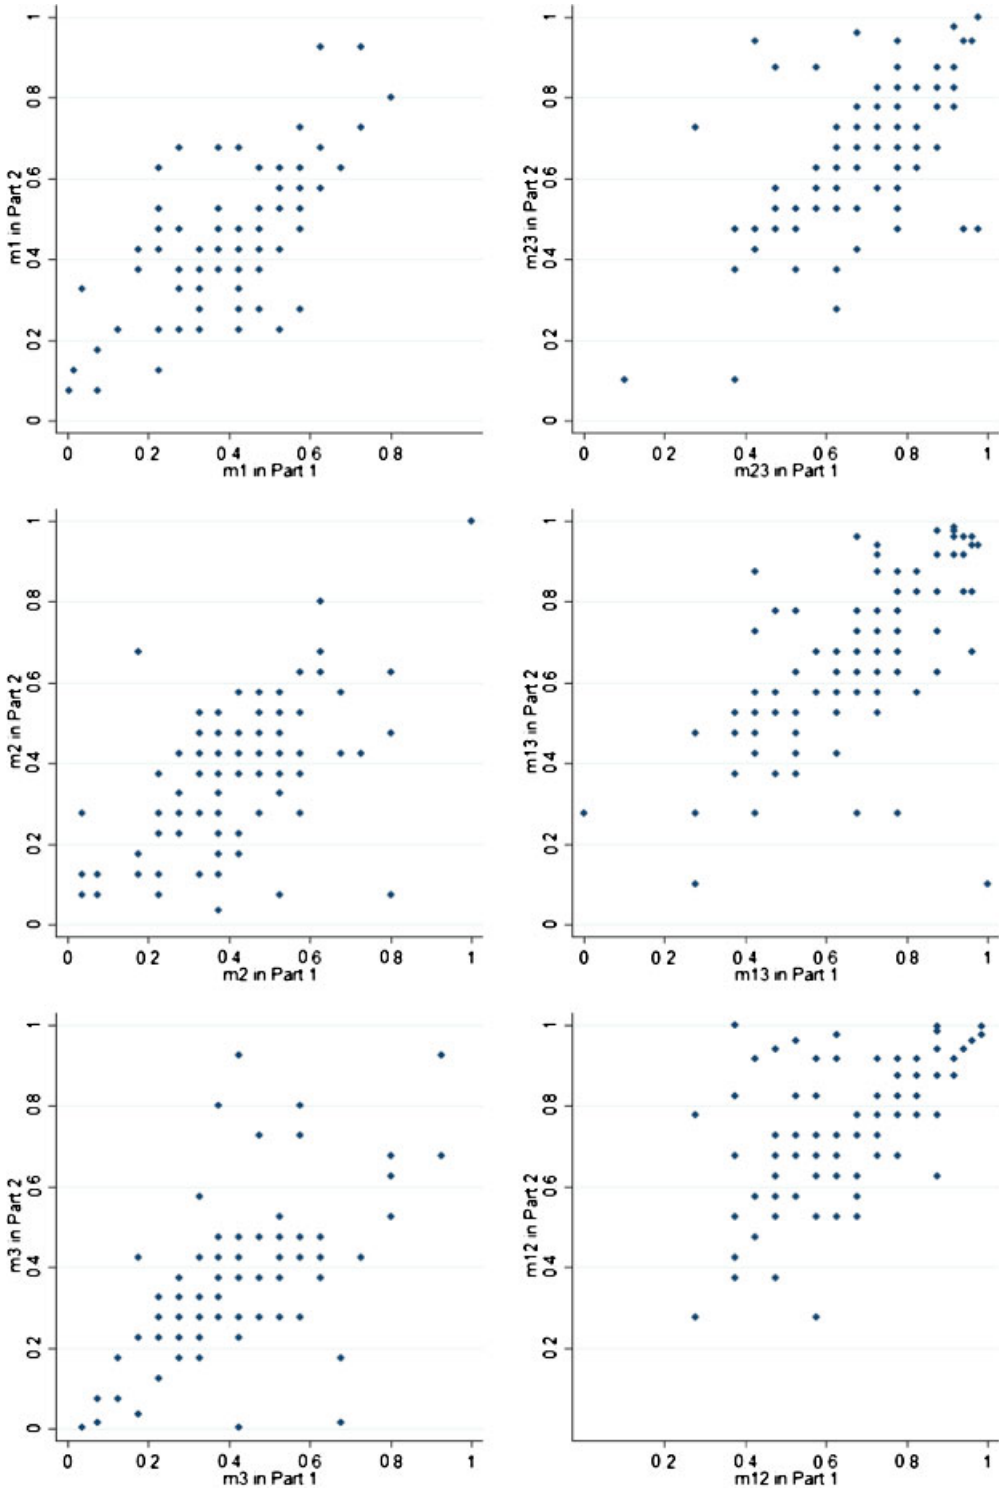 1
0 8
0 6
0 4
0 2
0
m1 in Part 2
0 0 2 0 4 0 6 0 8
m1 in Part 1
1
0 8
0 6
0 4
0 2
0
m23 in Part 2
0 0 2 0 4 0 6 0 8 1
m23 in Part 1
1
0 8
0 6
0 4
0 2
0
m2 in Part 2
0 0 2 0 4 0 6 0 8 1
m2 in Part 1
1
0 8
0 6
0 4
0 2
0
m13 in Part 2
0 0 2 0 4 0 6 0 8 1
m13 in Part 1
1
0 8
0 6
0 4
0 2
0
m3 in Part 2
0 0 2 0 4 0 6 0 8 1
m3 in Part 1
1
0 8
0 6
0 4
0 2
m12 in Part 2
0 2 0 4 0 6 0 8 1
m12 in Part 1